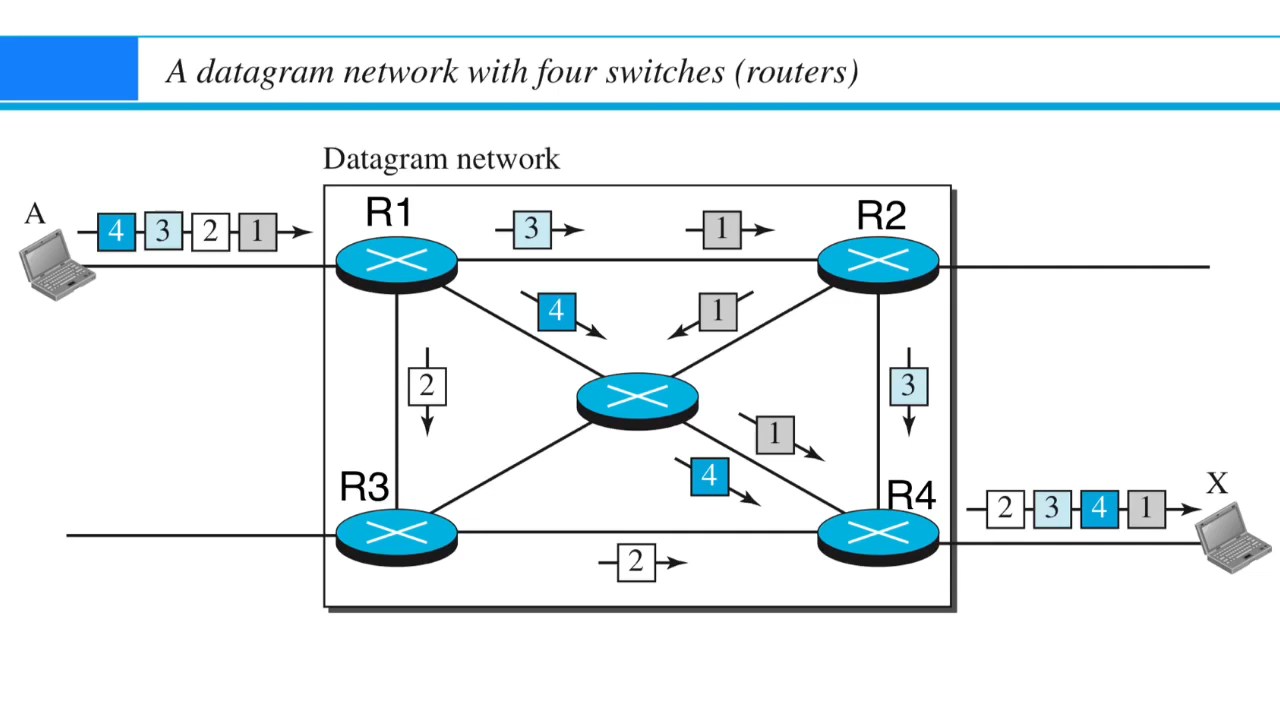 A datagram network with four switches (routers)
Datagram network
A
4 3 2 1
R1
3
1
R2
4
1
2
3
1
4
R3
R4
2
2 3 4 1
X